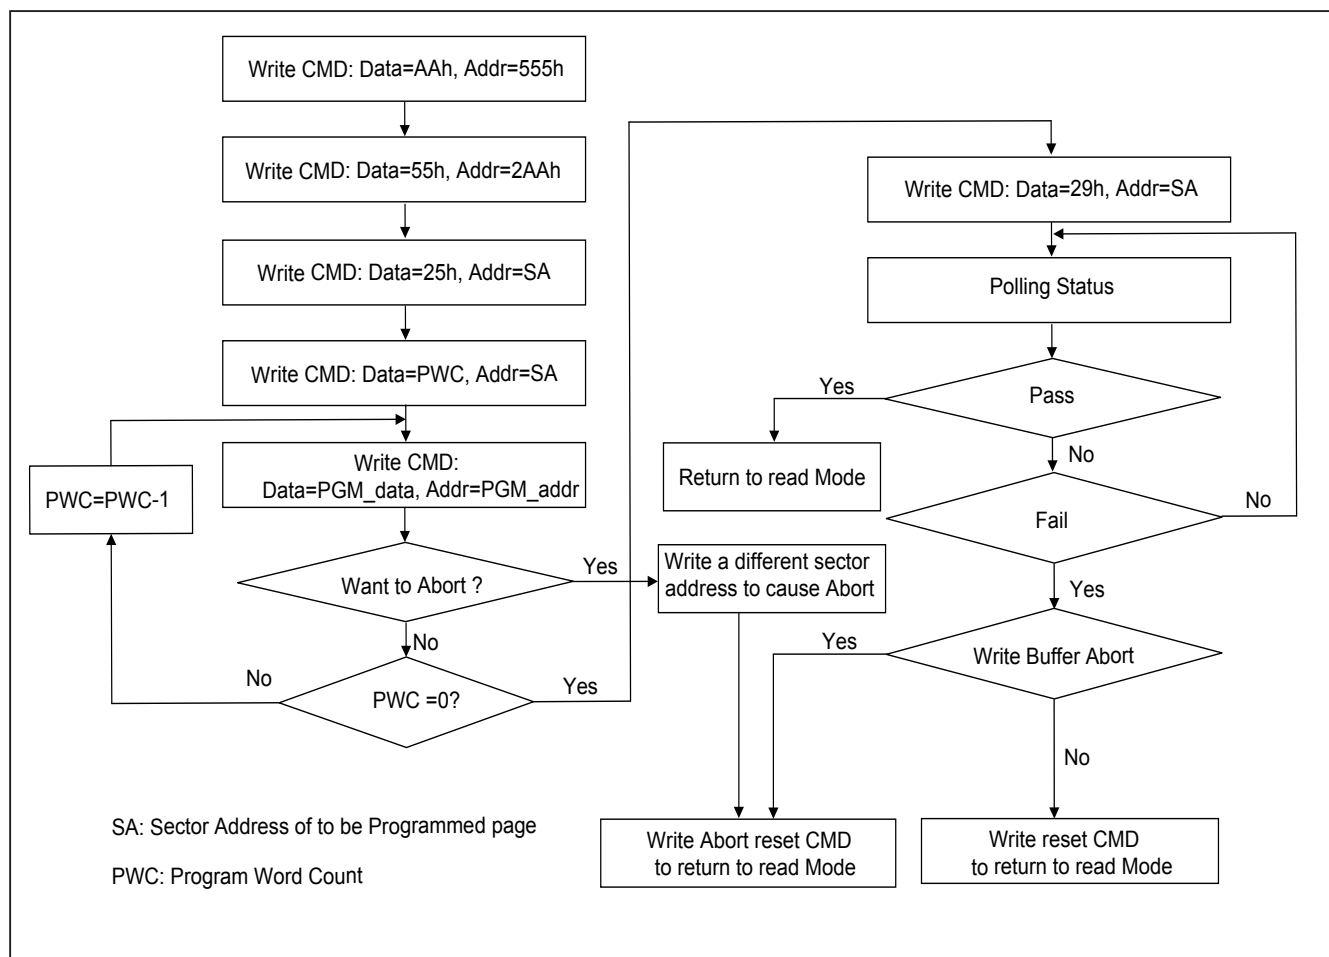 Write CMD: Data=AAh, Addr=555h
Write CMD: Data=55h, Addr=2AAh
Write CMD: Data=25h, Addr=SA
Write CMD: Data=PWC, Addr=SA
Write CMD:
Data=PGM_data, Addr=PGM_addr
PWC=PWC-1
Want to Abort ?
Yes
No
Write a different sector
address to cause Abort
PWC =0?
No
Yes
Write CMD: Data=29h, Addr=SA
Polling Status
Pass
Yes
No
Return to read Mode
Fail
No
Yes
Write Buffer Abort
Yes
No
Write Abort reset CMD
to return to read Mode
Write reset CMD
to return to read Mode
SA: Sector Address of to be Programmed page
PWC: Program Word Count